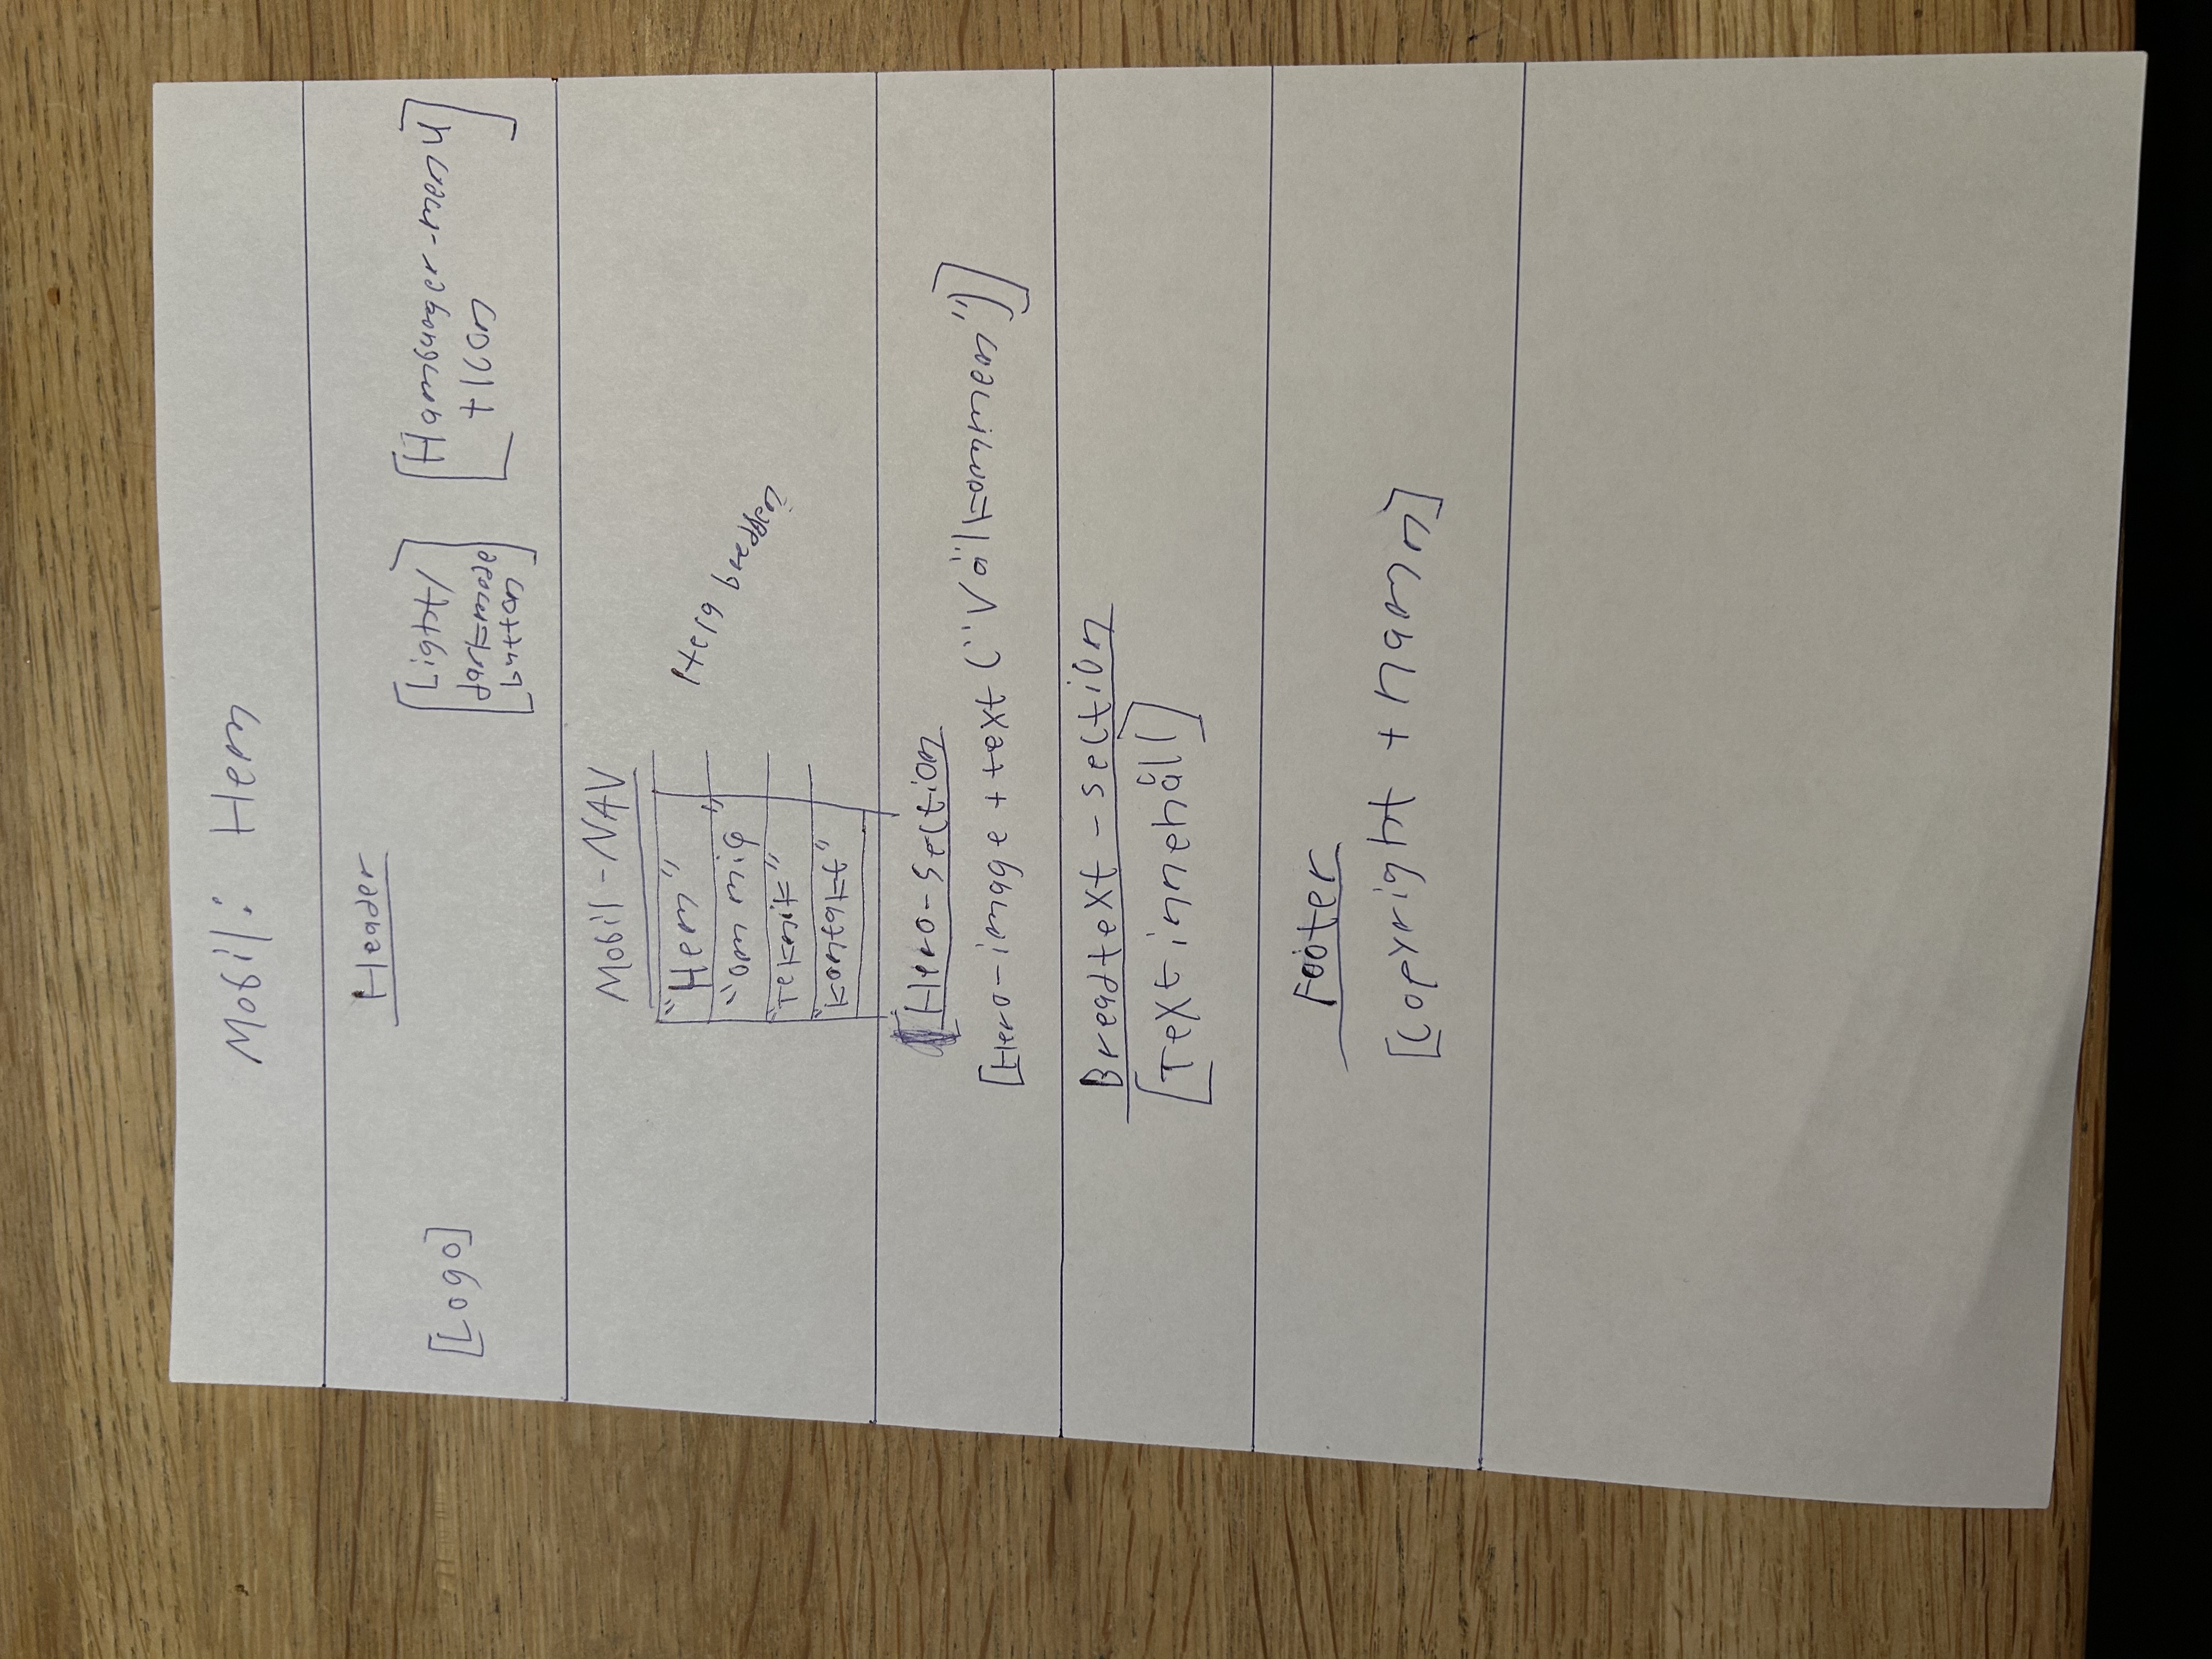 Mobil: Hem
Header
[Logo]
[Light/
darkmode
button]
[Hamburger-menu
+Icon]
Mobil-NAV
"Hem"
"om mig"
"Teknik"
"Kontakt"
Hela bredden
[Hero-section
[Hero-image + text ("Välkommen")]
Breadtext-section
[Text innehåll]
Footer
[Copyright + namn]